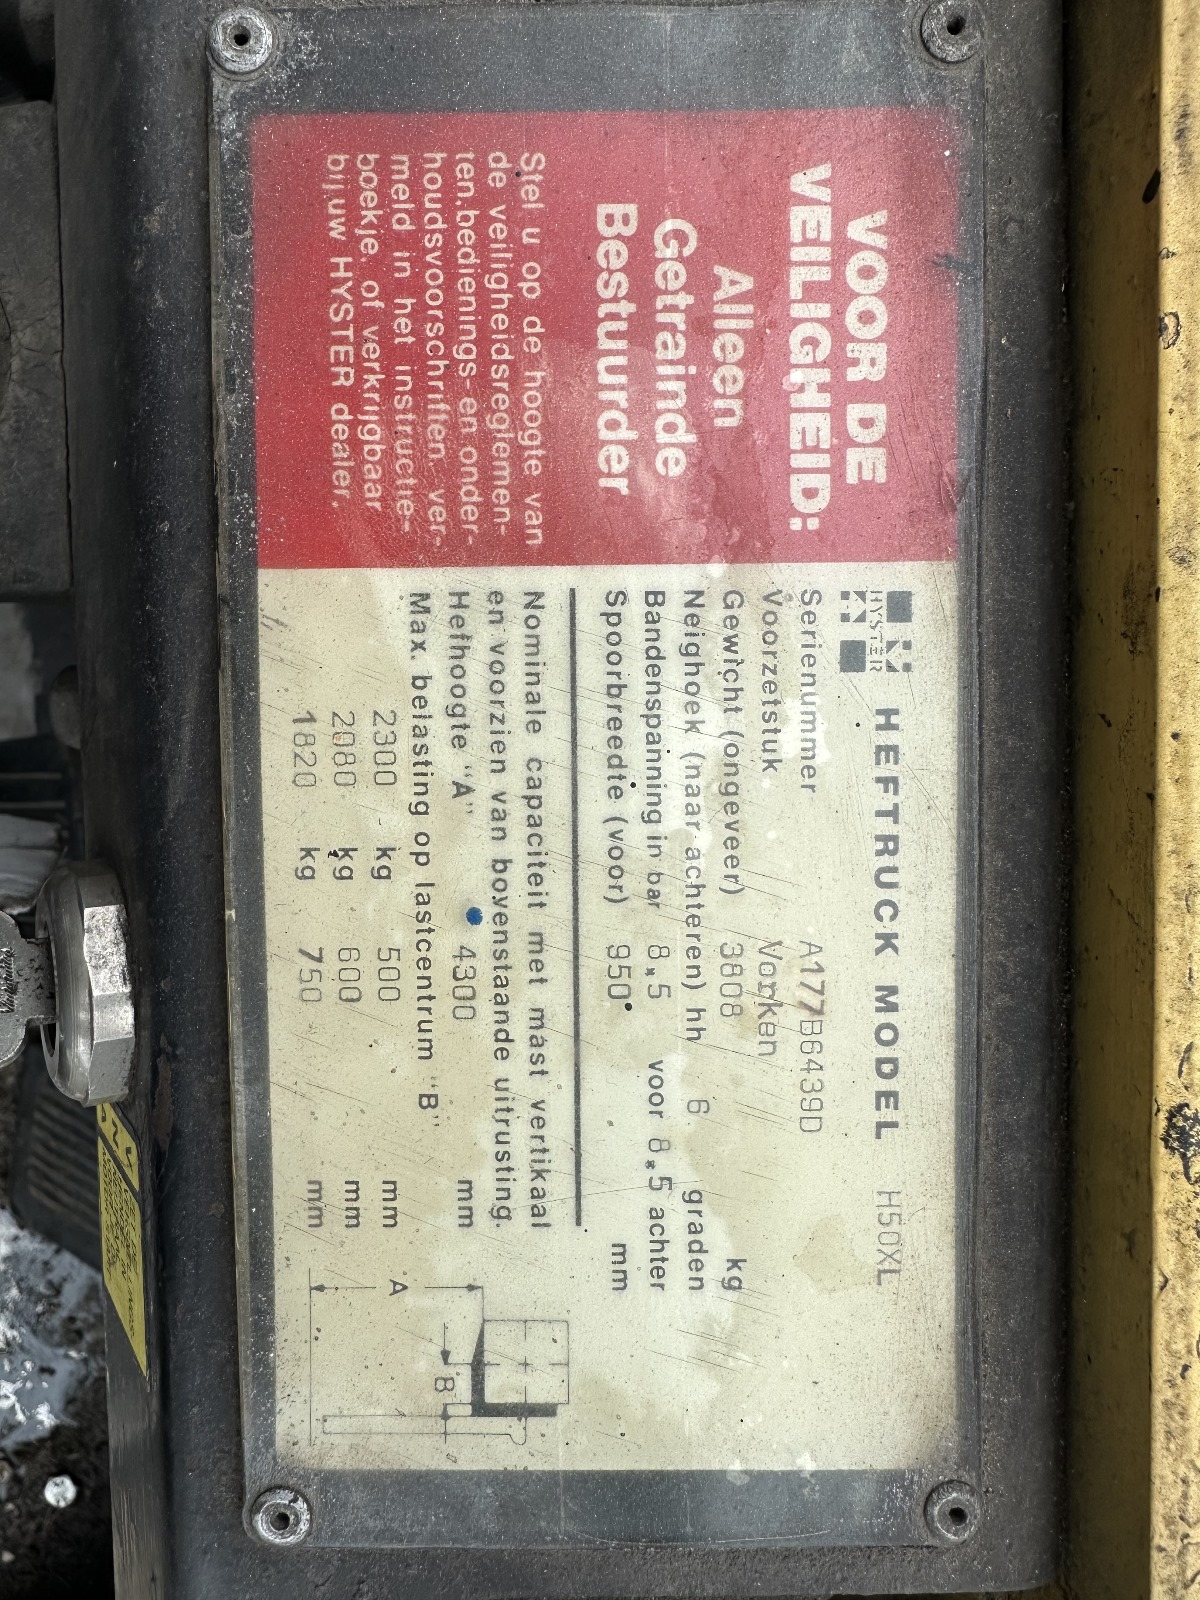 VOOR DE
VEILIGHEID:
Alleen
Getrainde
Bestuurder
Stel u op de hoogte van
de veiligheidsreglemen-
ten,bedienings- en onder-
houdsvoorschriften, ver-
meld in het instructie-
boekje, of verkrijgbaar
bij uw HYSTER dealer.
HYSTER HEFTRUCK MODEL H50XL
Serienummer A177B6439D
Voorzetstuk Vorken
Gewicht (ongeveer) 3808 kg
Neighoek (naar achteren) hh 6 graden
Bandenspanning in bar 8,5 voor 8,5 achter
Spoorbreedte (voor) 950 mm
Nominale capaciteit met mast vertikaal
en voorzien van bovenstaande uitrusting.
Hefhoogte "A" 4300 mm
Max. belasting op lastcentrum "B"
2300 kg 500 mm
2080 kg 600 mm
1820 kg 750 mm
A
B